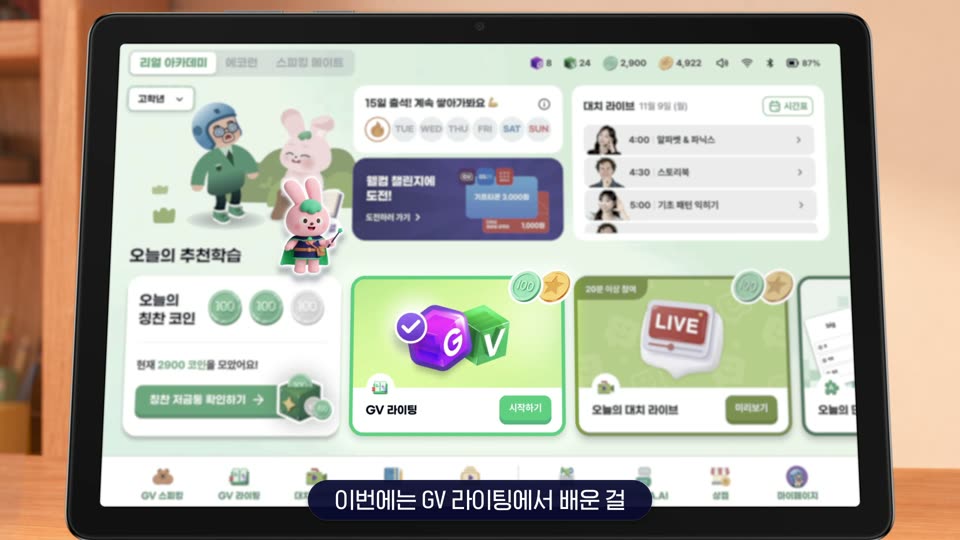 리얼 아카데미
에코런
스피킹 메이트
8
24
2,900
4,922
87%
고학년
15일 출석! 계속 쌓아가봐요
TUE WED THU FRI SAT SUN
웰컴 챌린지에
도전!
도전하러 가기
기프티콘 3,000원
1,000원
대치 라이브 11월 9일 (월)
시간표
4:00 알파벳 & 파닉스
4:30 스토리북
5:00 기초 패턴 익히기
오늘의 추천학습
오늘의
칭찬 코인
100 100 100
현재 2900 코인을 모았어요!
칭찬 저금통 확인하기
100
G V
GV 라이팅
시작하기
20분 이상 참여
100
LIVE
오늘의 대치 라이브
미리보기
GV 스피킹
GV 라이팅
상점
마이페이지
이번에는 GV 라이팅에서 배운 걸